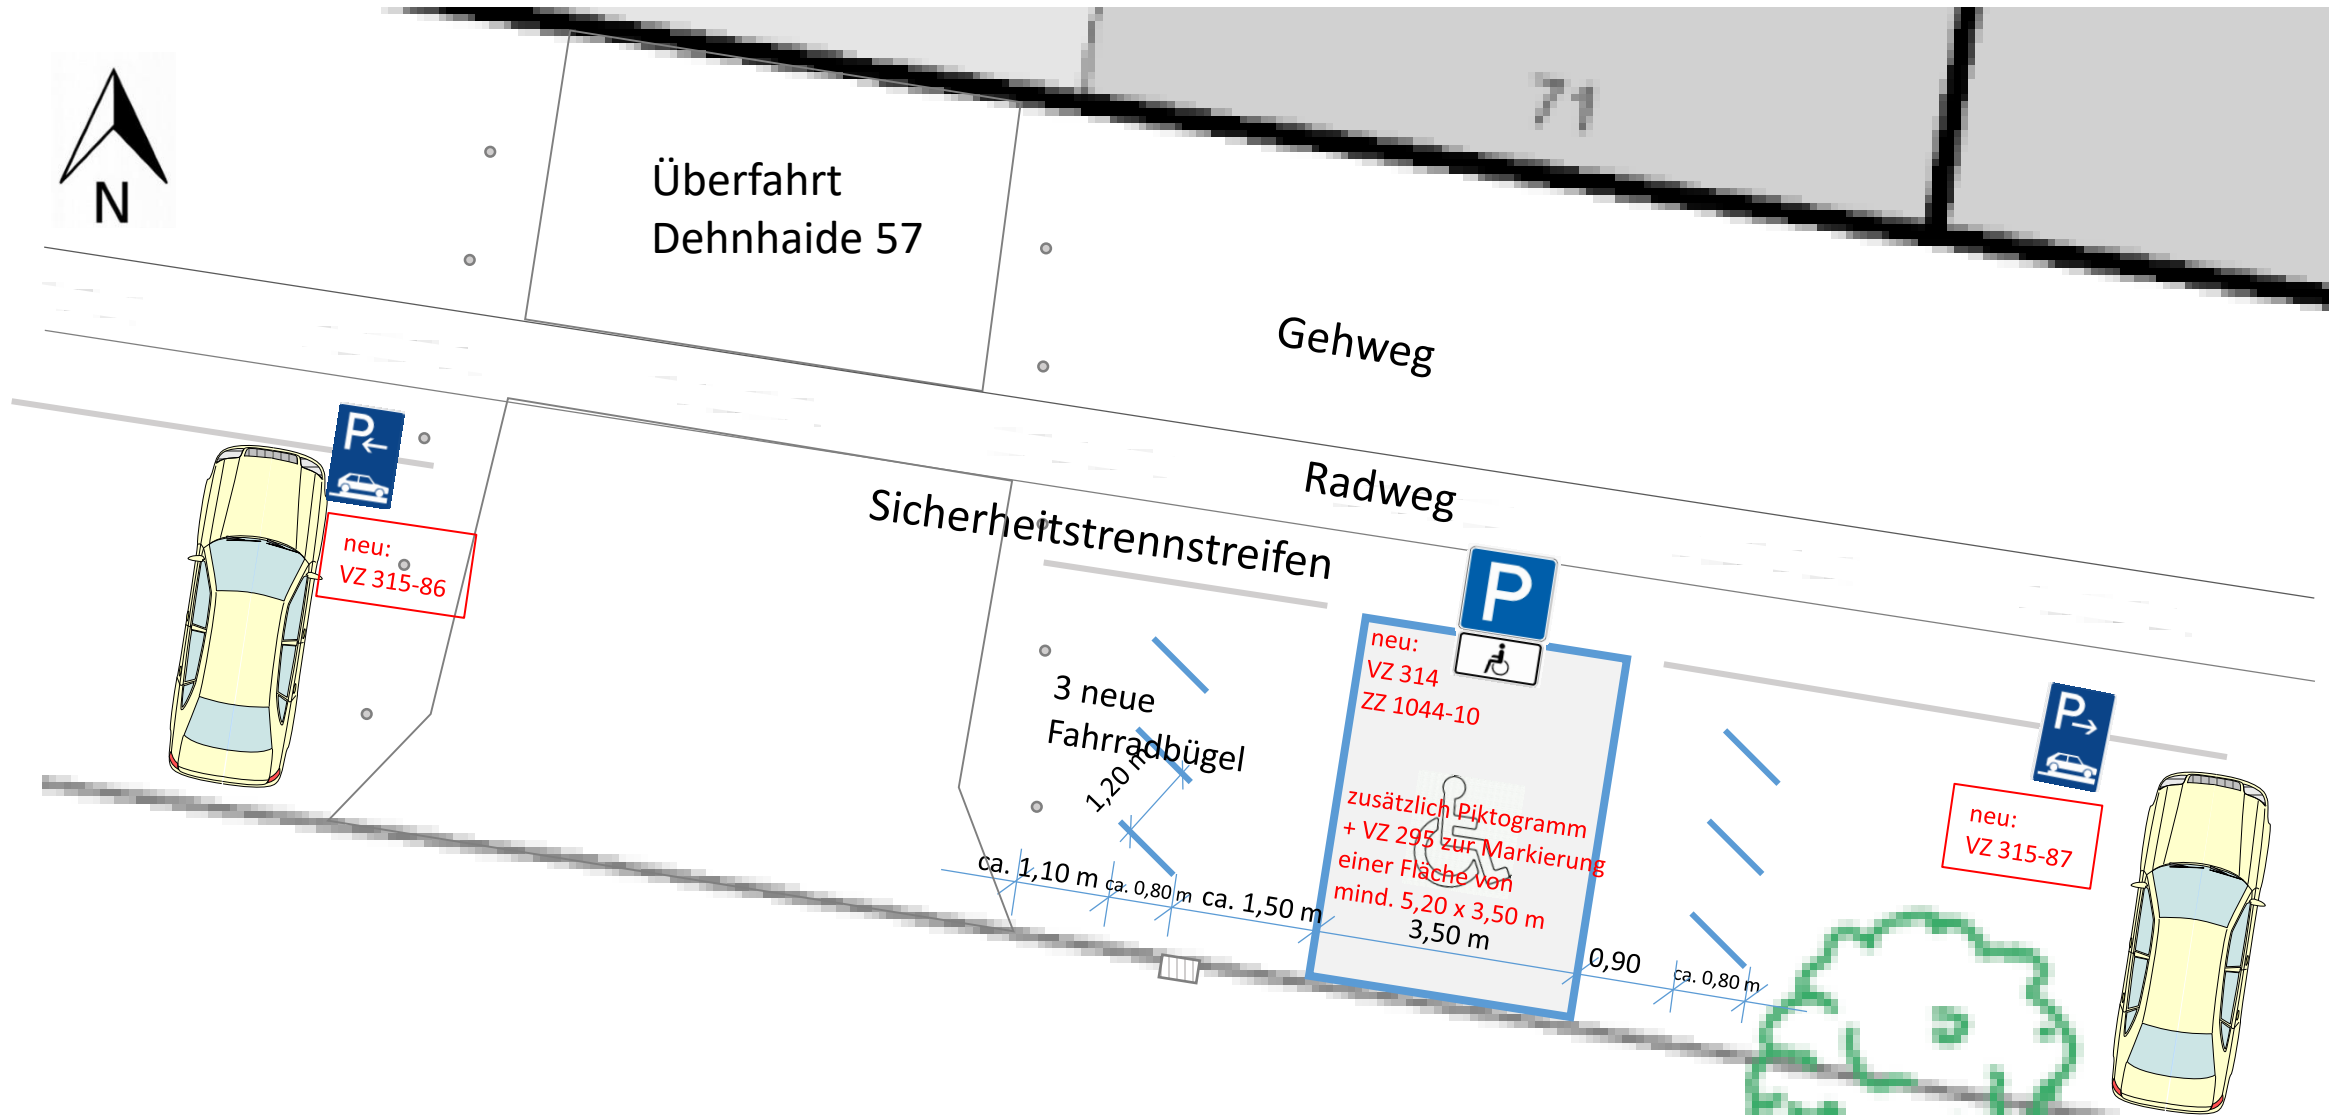 71
N
Überfahrt
Dehnhaide 57
Gehweg
Radweg
Sicherheitstrennstreifen
P
neu:
VZ 315-86
P
neu:
VZ 314
ZZ 1044-10
3 neue
Fahrradbügel
1,20 m
zusätzlich Piktogramm
+ VZ 295 zur Markierung
einer Fläche von
mind. 5,20 x 3,50 m
P
neu:
VZ 315-87
ca. 1,10 m
ca. 0,80 m
ca. 1,50 m
3,50 m
0,90
ca. 0,80 m